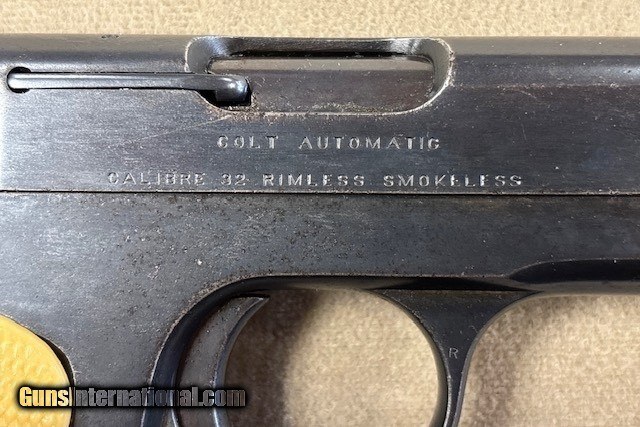 COLT AUTOMATIC
CALIBRE 32 RIMLESS SMOKELESS
R
GunsInternational.com